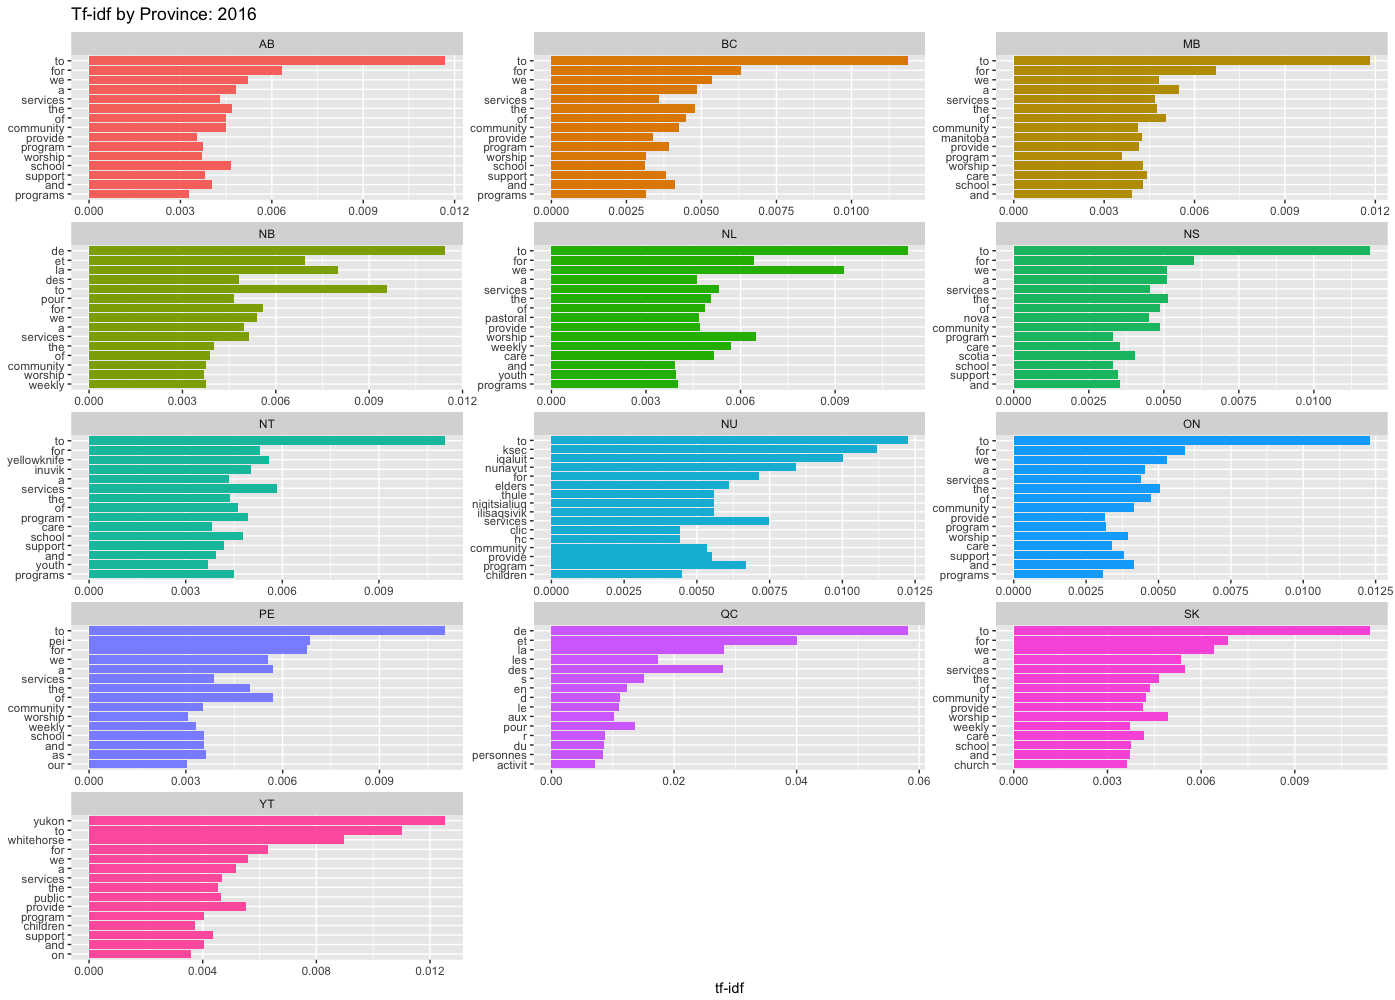 Tf-idf by Province: 2016
AB
to
for
we
a
services
the
of
community
provide
program
worship
school
support
and
programs
0.000 0.003 0.006 0.009 0.012
BC
to
for
we
a
services
the
of
community
provide
program
worship
school
support
and
programs
0.0000 0.0025 0.0050 0.0075 0.0100
MB
to
for
we
a
services
the
of
community
manitoba
provide
program
worship
care
school
and
0.000 0.003 0.006 0.009 0.012
NB
de
et
la
des
to
pour
for
we
a
services
the
of
community
worship
weekly
0.000 0.003 0.006 0.009 0.012
NL
to
for
we
a
services
the
of
pastoral
provide
worship
weekly
care
and
youth
programs
0.000 0.003 0.006 0.009
NS
to
for
we
a
services
the
of
nova
community
program
care
scotia
school
support
and
0.0000 0.0025 0.0050 0.0075 0.0100
NT
to
for
yellowknife
inuvik
a
services
the
of
program
care
school
support
and
youth
programs
0.000 0.003 0.006 0.009
NU
to
ksec
iqaluit
nunavut
for
elders
thule
niqitsialiuq
ilisaqsivik
services
clic
hc
community
provide
program
children
0.000 0.0025 0.0050 0.0075 0.0100 0.0125
ON
to
for
we
a
services
the
of
community
provide
program
worship
care
support
and
programs
0.0000 0.0025 0.0050 0.0075 0.0100 0.0125
PE
to
pei
for
we
a
services
the
of
community
worship
weekly
school
and
as
our
0.000 0.003 0.006 0.009
QC
de
et
la
les
des
s
en
d
le
aux
pour
r
du
personnes
activit
0.00 0.02 0.04 0.06
SK
to
for
we
a
services
the
of
community
provide
worship
weekly
care
school
and
church
0.000 0.003 0.006 0.009
YT
yukon
to
whitehorse
for
we
a
services
the
public
provide
program
children
support
and
on
0.000 0.004 0.008 0.012
tf-idf